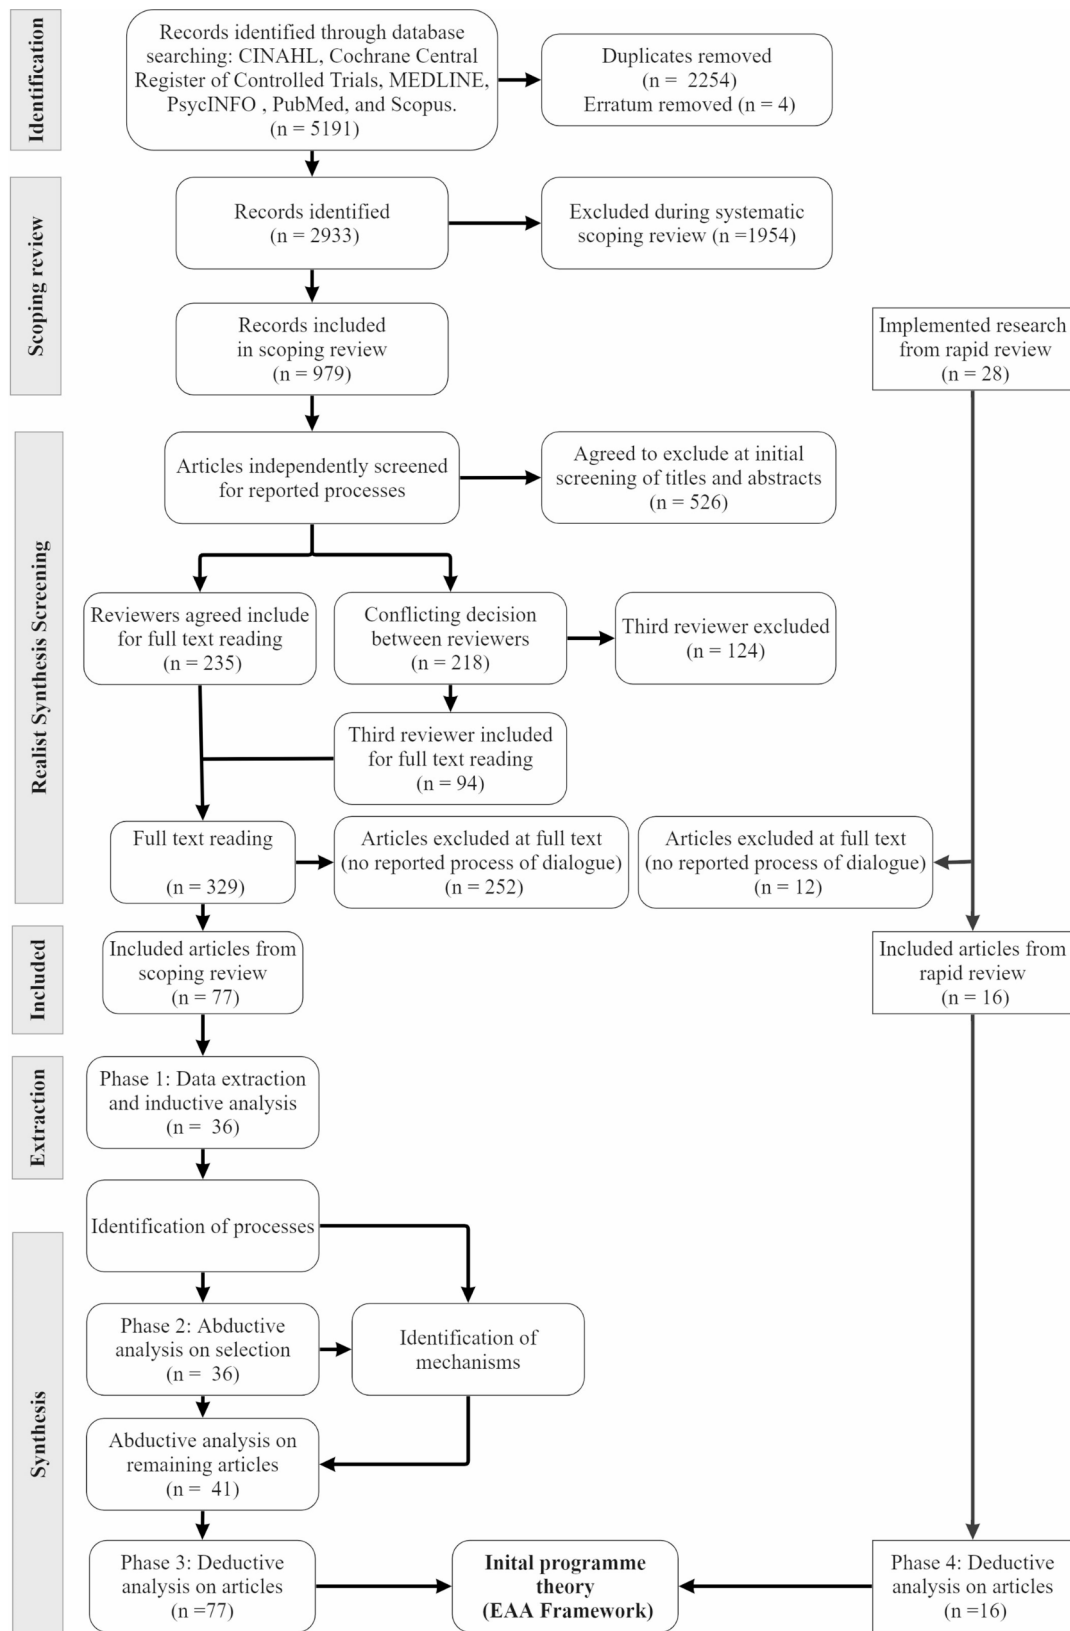 Identification
Records identified through database
searching: CINAHL, Cochrane Central
Register of Controlled Trials, MEDLINE,
PsycINFO , PubMed, and Scopus.
(n = 5191)
Duplicates removed
(n = 2254)
Erratum removed (n = 4)
Scoping review
Records identified
(n = 2933)
Excluded during systematic
scoping review (n =1954)
Records included
in scoping review
(n = 979)
Implemented research
from rapid review
(n = 28)
Realist Synthesis Screening
Articles independently screened
for reported processes
Agreed to exclude at initial
screening of titles and abstracts
(n = 526)
Reviewers agreed include
for full text reading
(n = 235)
Conflicting decision
between reviewers
(n = 218)
Third reviewer excluded
(n = 124)
Third reviewer included
for full text reading
(n = 94)
Full text reading
(n = 329)
Articles excluded at full text
(no reported process of dialogue)
(n = 252)
Articles excluded at full text
(no reported process of dialogue)
(n = 12)
Included
Included articles from
scoping review
(n = 77)
Included articles from
rapid review
(n = 16)
Extraction
Phase 1: Data extraction
and inductive analysis
(n = 36)
Synthesis
Identification of processes
Phase 2: Abductive
analysis on selection
(n = 36)
Identification of
mechanisms
Abductive analysis on
remaining articles
(n = 41)
Phase 3: Deductive
analysis on articles
(n =77)
Inital programme
theory
(EAA Framework)
Phase 4: Deductive
analysis on articles
(n =16)